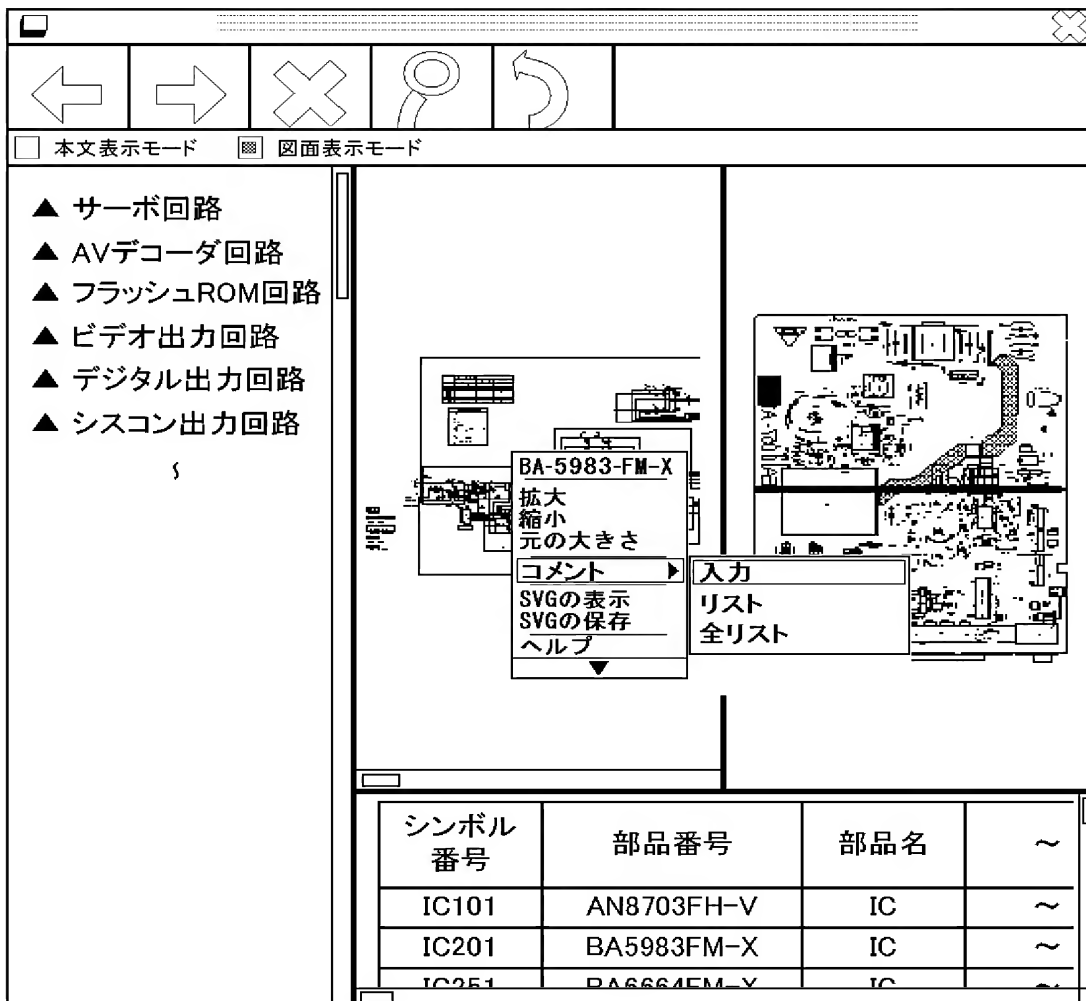 本文表示モード 図面表示モード
▲ サーボ回路
▲ AVデコーダ回路
▲ フラッシュROM回路
▲ ビデオ出力回路
▲ デジタル出力回路
▲ シスコン出力回路
BA-5983-FM-X
拡大
縮小
元の大きさ
コメント ▶
SVGの表示
SVGの保存
ヘルプ
▼
入力
リスト
全リスト
シンボル番号 部品番号 部品名 ～
IC101 AN8703FH-V IC ～
IC201 BA5983FM-X IC ～
IC251 BA6664FM-X IC ～